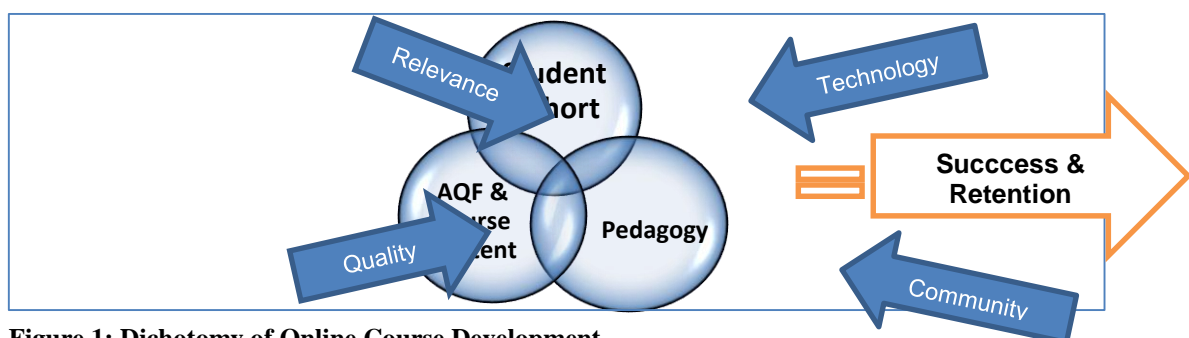 Relevance
Student
hort
Technology
Succcess &
Retention
AQF &
urse
tent
Pedagogy
Quality
Community
Figure 1: Dichotomy of Online Course Development